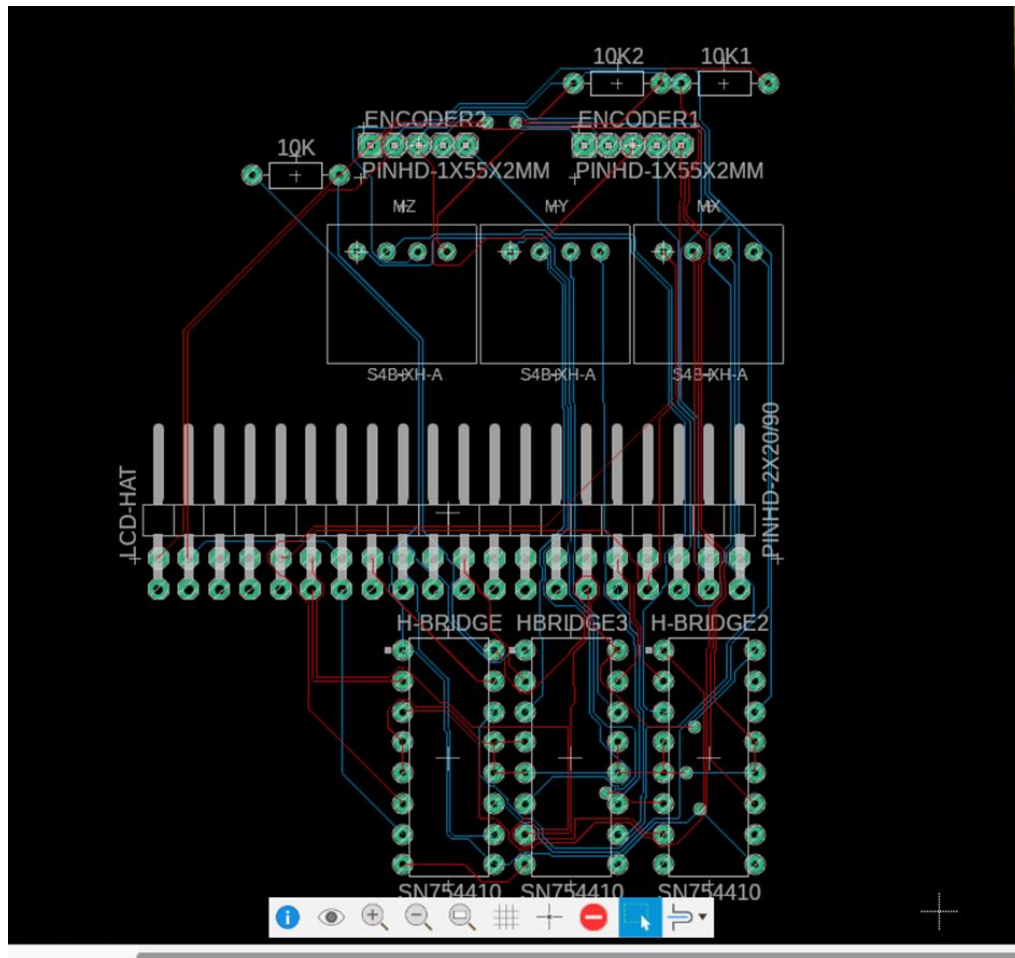 10K2 10K1
ENCODER2 ENCODER1
10K
PINHD-1X55X2MM PINHD-1X55X2MM
MZ MY MX
S4B-XH-A S4B-XH-A S4B-XH-A
LCD-HAT
PINHD-2X20/90
H-BRIDGE HBRIDGE3 H-BRIDGE2
SN754410 SN754410 SN754410